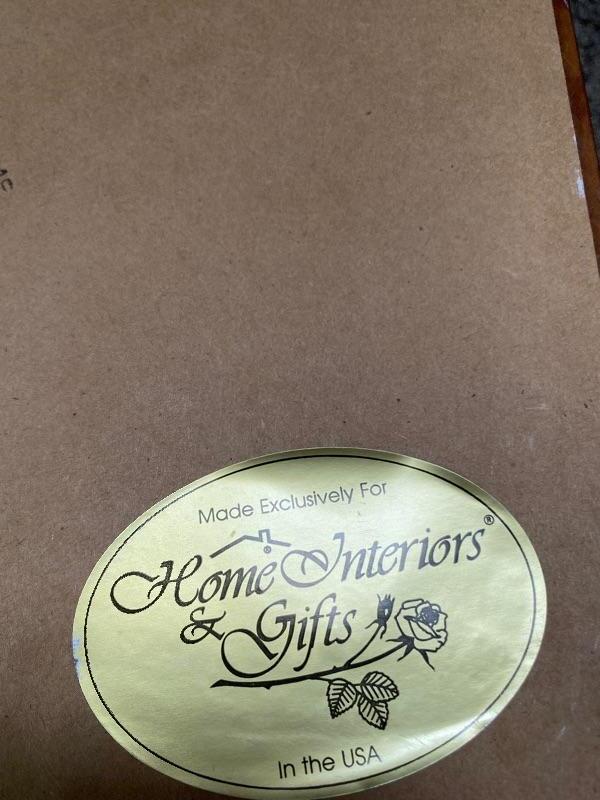 Made Exclusively For
Home Interiors®
& Gifts
In the USA